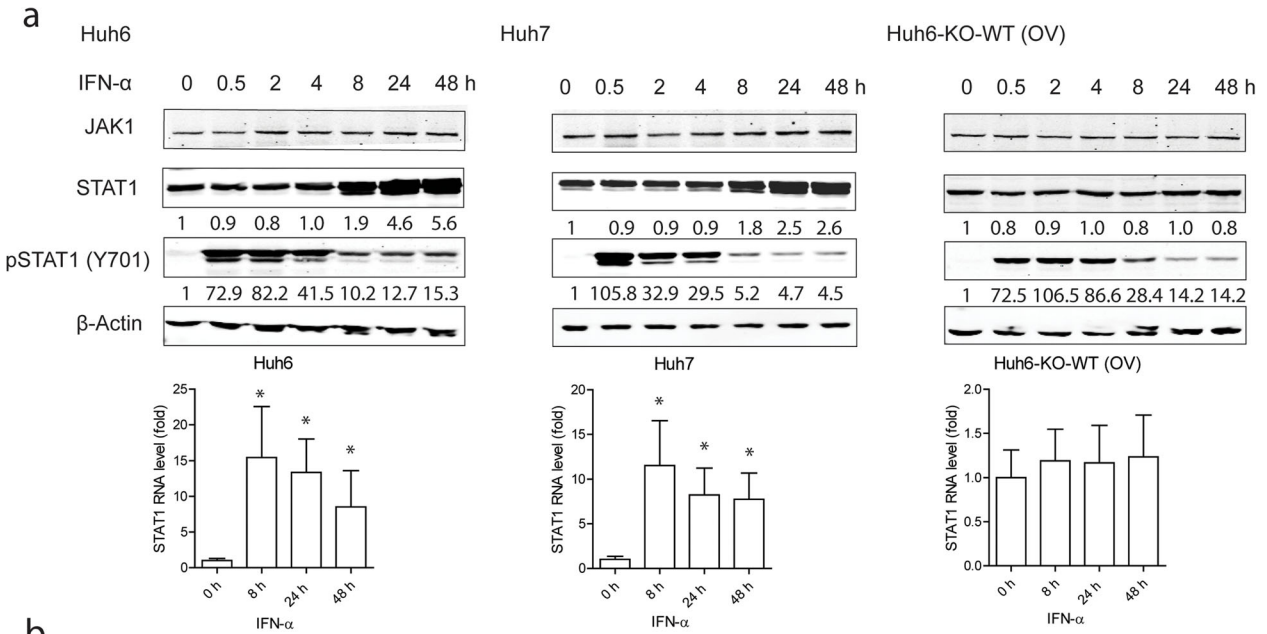 a
Huh6 Huh7 Huh6-KO-WT (OV)
IFN-α 0 0.5 2 4 8 24 48 h 0 0.5 2 4 8 24 48 h 0 0.5 2 4 8 24 48 h
JAK1
STAT1
1 0.9 0.8 1.0 1.9 4.6 5.6 1 0.9 0.9 0.9 1.8 2.5 2.6 1 0.8 0.9 1.0 0.8 1.0 0.8
pSTAT1 (Y701)
1 72.9 82.2 41.5 10.2 12.7 15.3 1 105.8 32.9 29.5 5.2 4.7 4.5 1 72.5 106.5 86.6 28.4 14.2 14.2
β-Actin
Huh6
STAT1 RNA level (fold)
25
20
15
10
5
0
* * *
0 h 8 h 24 h 48 h
IFN-α
Huh7
STAT1 RNA level (fold)
20
15
10
5
0
* * *
0 h 8 h 24 h 48 h
IFN-α
Huh6-KO-WT (OV)
STAT1 RNA level (fold)
2.0
1.5
1.0
0.5
0.0
0 h 8 h 24 h 48 h
IFN-α
b